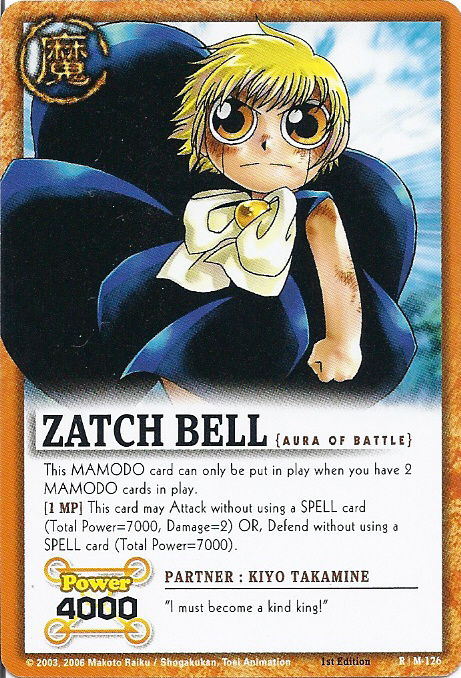 魔
ZATCH BELL {AURA OF BATTLE}
This MAMODO card can only be put in play when you have 2
MAMODO cards in play.
[1 MP] This card may Attack without using a SPELL card
(Total Power=7000, Damage=2) OR, Defend without using a
SPELL card (Total Power=7000).
Power
4000
PARTNER : KIYO TAKAMINE
"I must become a kind king!"
© 2003, 2006 Makoto Raiku / Shogakukan, Toei Animation 1st Edition R | M-126